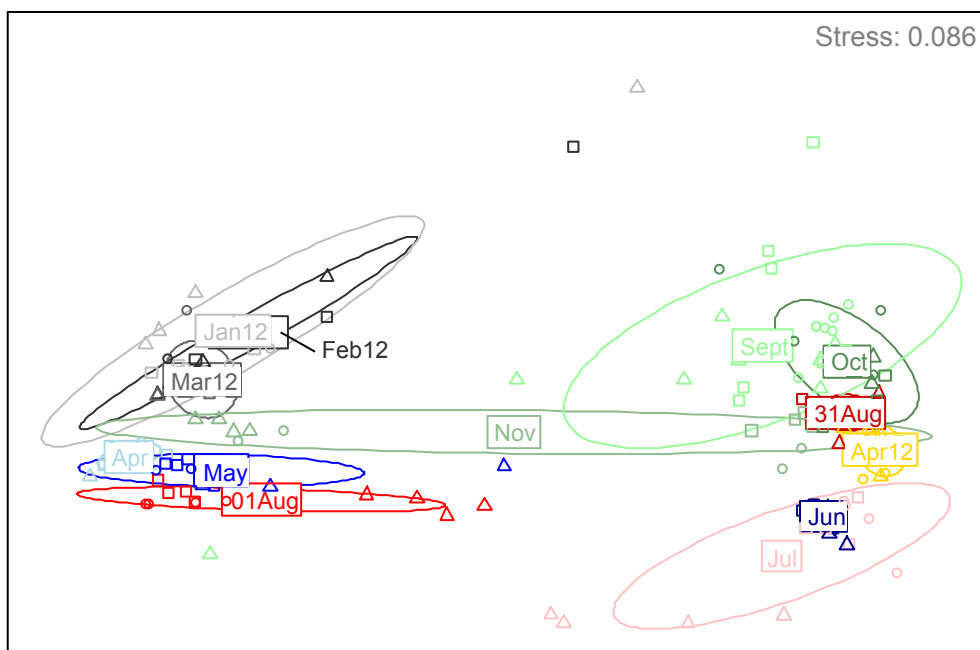 Stress: 0.086
Jan12
Feb12
Sept
Oct
Mar12
31Aug
Nov
Apr12
Apr
May
01Aug
Jun
Jul